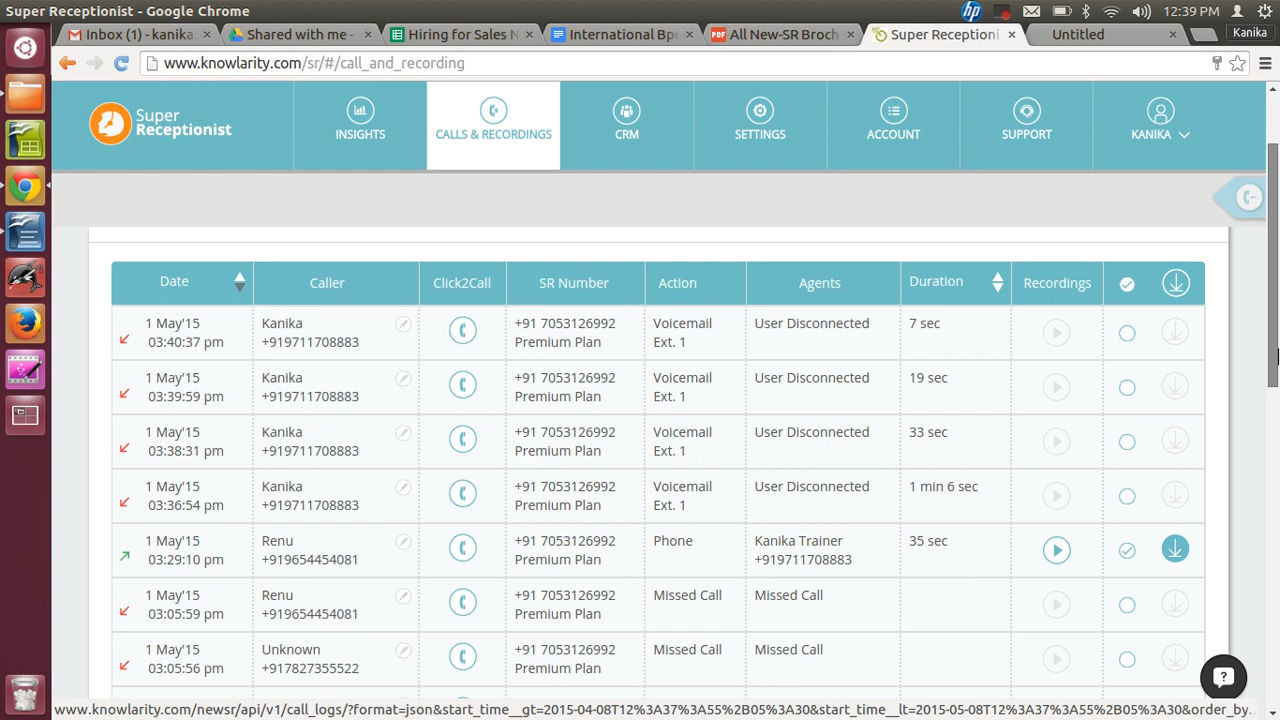 Super Receptionist - Google Chrome
12:39 PM
Inbox (1) - kanika.
Shared with me -
Hiring for Sales N
International Bpo
All New-SR Broch
Super Receptioni
Untitled
Kanika
www.knowlarity.com/sr/#/call_and_recording
Super
Receptionist
INSIGHTS
CALLS & RECORDINGS
CRM
SETTINGS
ACCOUNT
SUPPORT
KANIKA
Date Caller Click2Call SR Number Action Agents Duration Recordings
1 May'15 Kanika +91 7053126992 Voicemail User Disconnected 7 sec
03:40:37 pm +919711708883 Premium Plan Ext. 1
1 May'15 Kanika +91 7053126992 Voicemail User Disconnected 19 sec
03:39:59 pm +919711708883 Premium Plan Ext. 1
1 May'15 Kanika +91 7053126992 Voicemail User Disconnected 33 sec
03:38:31 pm +919711708883 Premium Plan Ext. 1
1 May'15 Kanika +91 7053126992 Voicemail User Disconnected 1 min 6 sec
03:36:54 pm +919711708883 Premium Plan Ext. 1
1 May'15 Renu +91 7053126992 Phone Kanika Trainer 35 sec
03:29:10 pm +919654454081 Premium Plan +919711708883
1 May'15 Renu +91 7053126992 Missed Call Missed Call
03:05:59 pm +919654454081 Premium Plan
1 May'15 Unknown +91 7053126992 Missed Call Missed Call
03:05:56 pm +917827355522 Premium Plan
www.knowlarity.com/newsr/api/v1/call_logs/?format=json&start_time__gt=2015-04-08T12%3A37%3A55%2B05%3A30&start_time__lt=2015-05-08T12%3A37%3A55%2B05%3A30&order_by...